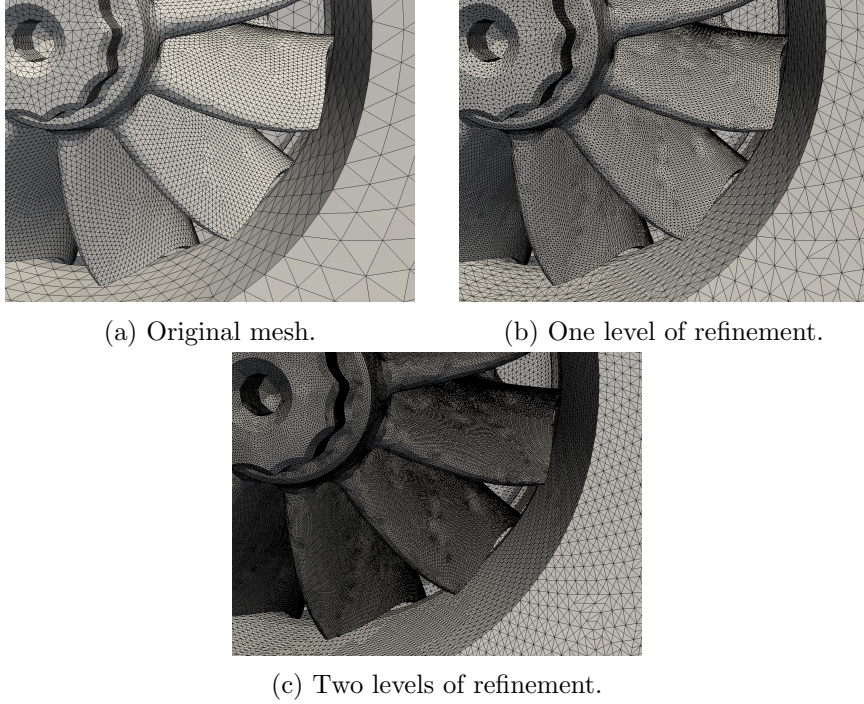 (a) Original mesh.
(b) One level of refinement.
(c) Two levels of refinement.